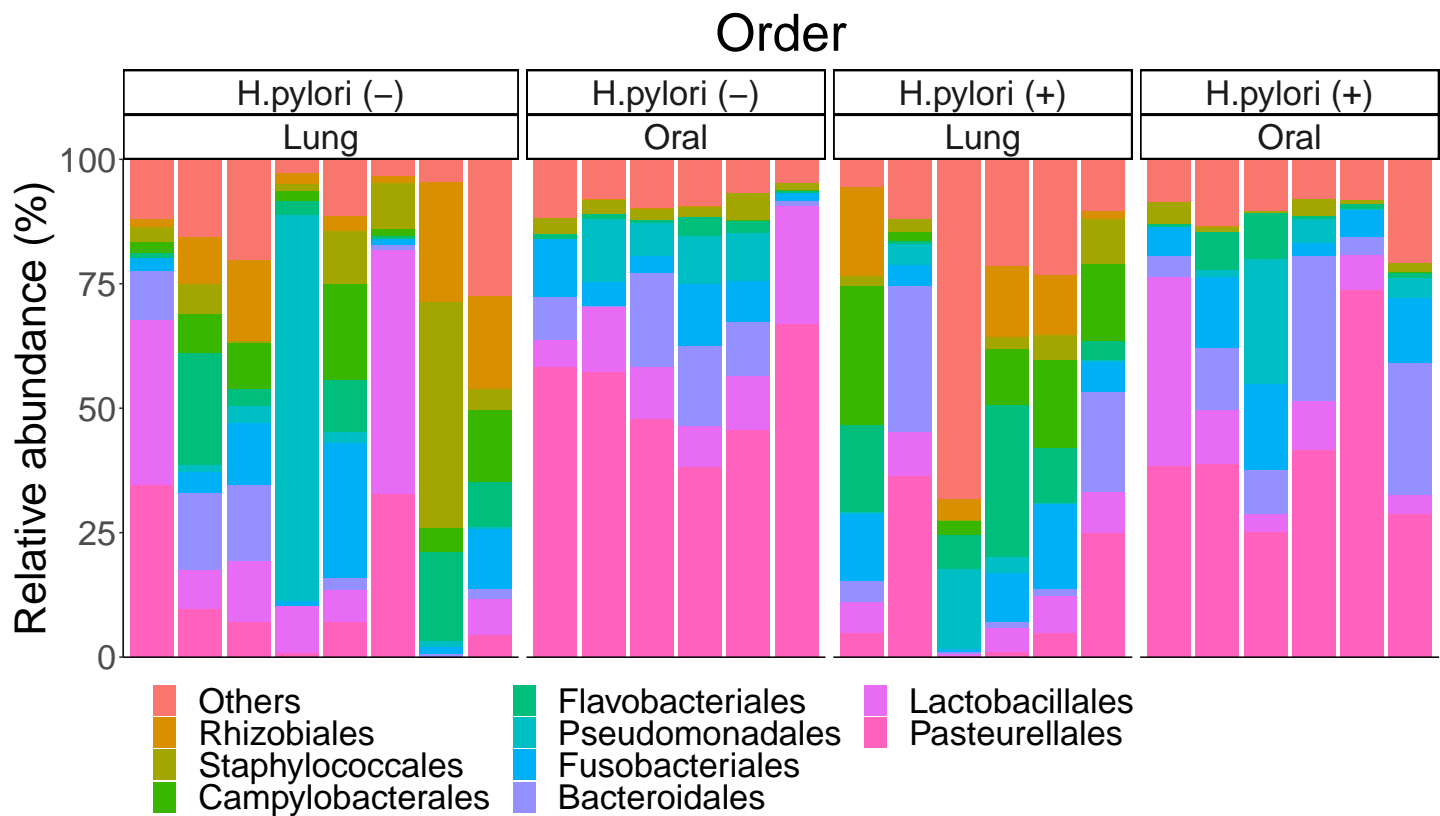 Order
H.pylori (−) H.pylori (−) H.pylori (+) H.pylori (+)
Lung Oral Lung Oral
Relative abundance (%)
100
75
50
25
0
Others Flavobacteriales Lactobacillales
Rhizobiales Pseudomonadales Pasteurellales
Staphylococcales Fusobacteriales
Campylobacterales Bacteroidales